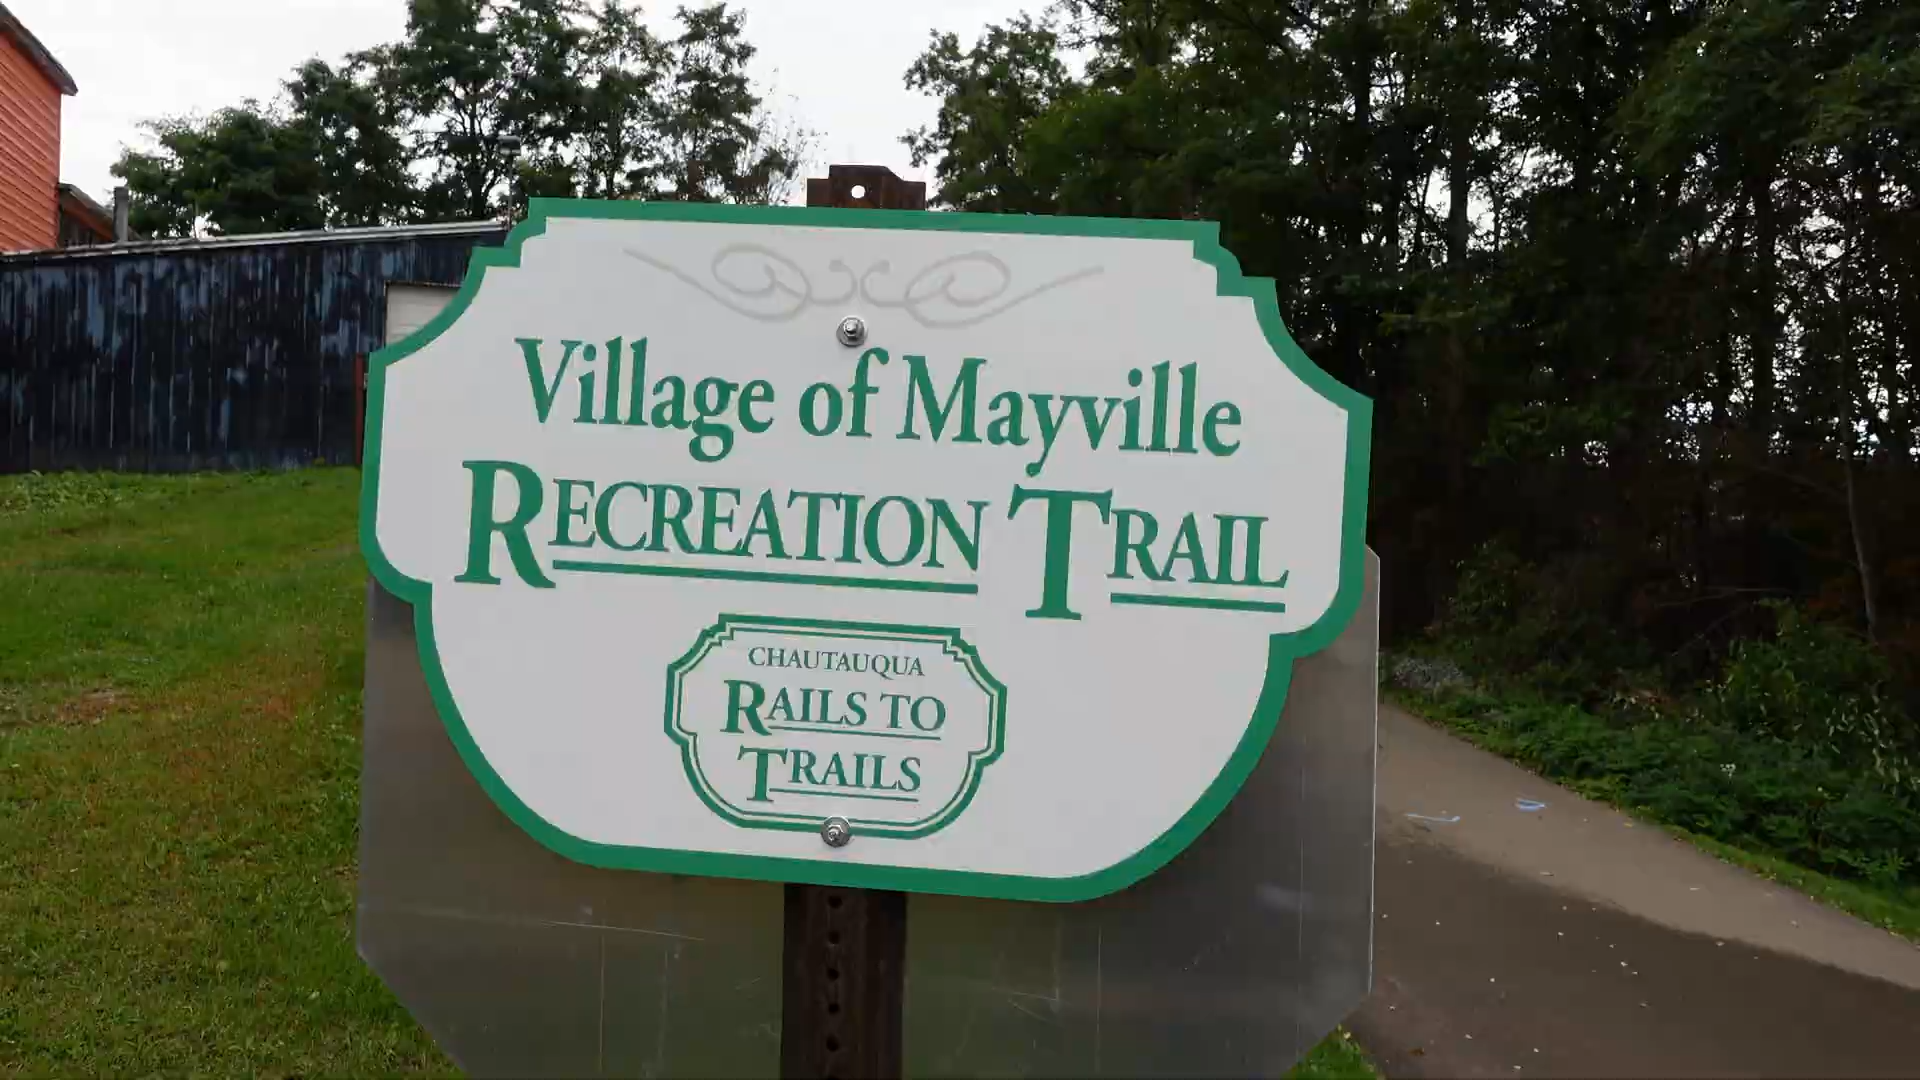 Village of Mayville
RECREATION TRAIL
CHAUTAUQUA
RAILS TO
TRAILS